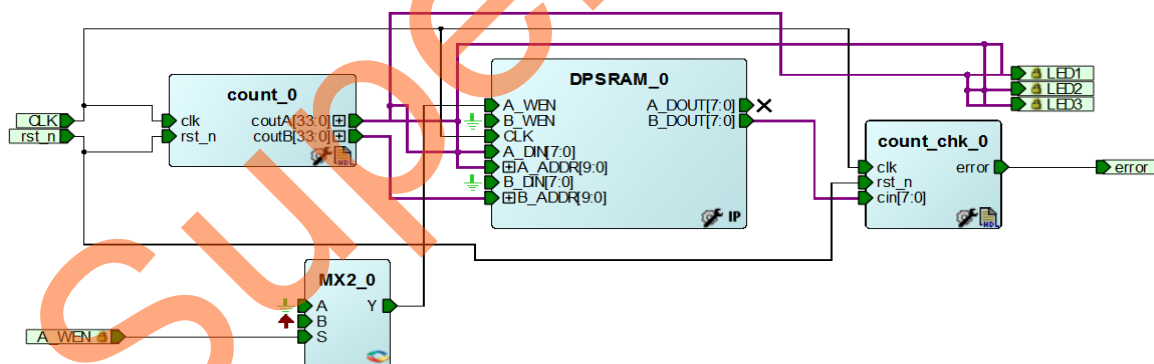 CLK
rst_n
count_0
clk
rst_n
coutA[33:0]
coutB[33:0]
HDL
DPSRAM_0
A_WEN
B_WEN
CLK
A_DIN[7:0]
A_ADDR[9:0]
B_DIN[7:0]
B_ADDR[9:0]
A_DOUT[7:0]
B_DOUT[7:0]
IP
LED1
LED2
LED3
count_chk_0
clk
rst_n
cin[7:0]
error
HDL
error
MX2_0
A
B
S
Y
A_WEN
Supe